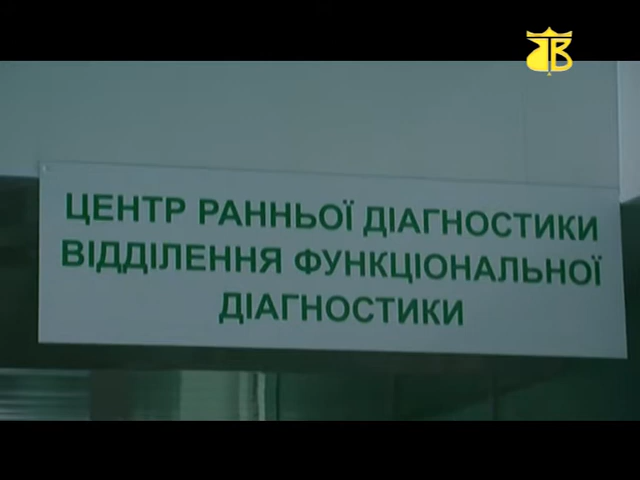 ЦЕНТР РАННЬОЇ ДІАГНОСТИКИ
ВІДДІЛЕННЯ ФУНКЦІОНАЛЬНОЇ
ДІАГНОСТИКИ